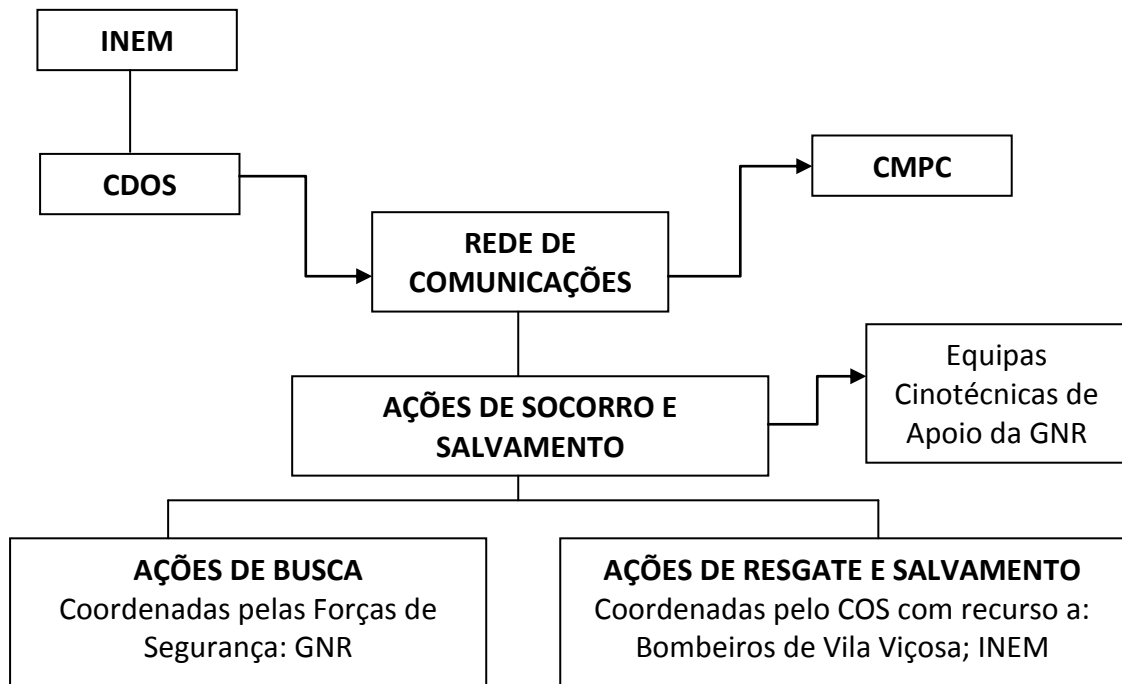 INEM
CDOS
CMPC
REDE DE
COMUNICAÇÕES
AÇÕES DE SOCORRO E
SALVAMENTO
Equipas
Cinotécnicas de
Apoio da GNR
AÇÕES DE BUSCA
Coordenadas pelas Forças de
Segurança: GNR
AÇÕES DE RESGATE E SALVAMENTO
Coordenadas pelo COS com recurso a:
Bombeiros de Vila Viçosa; INEM